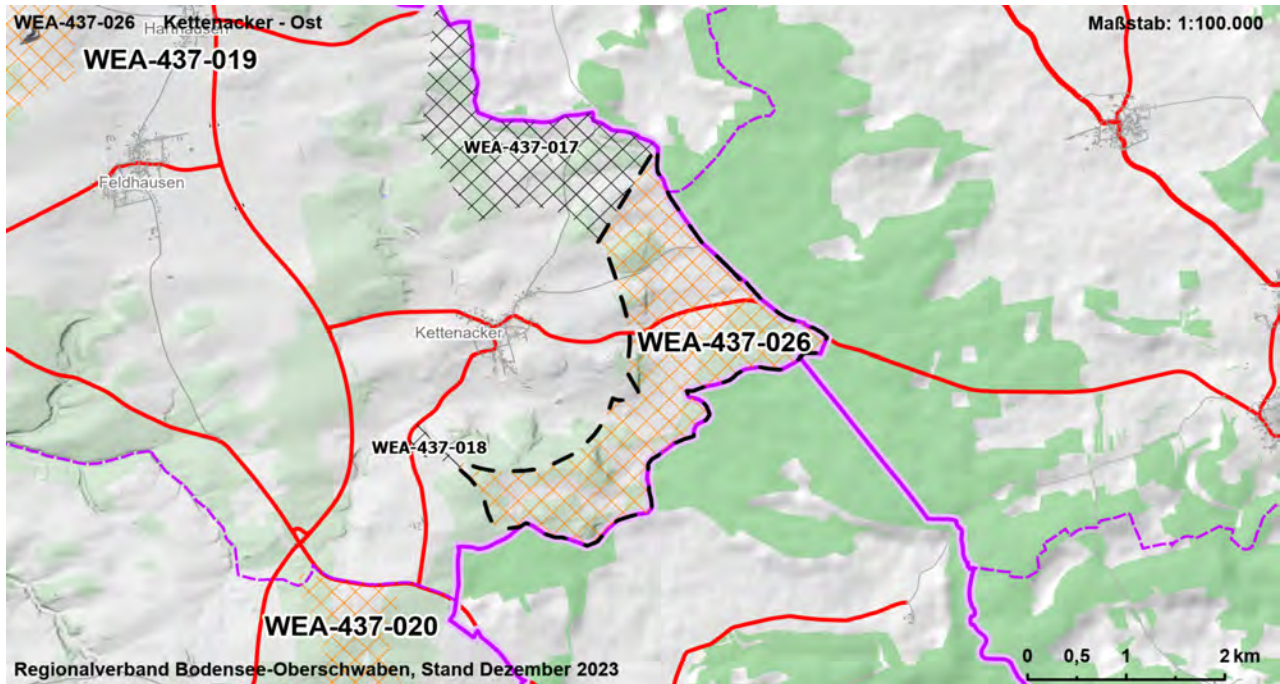 WEA-437-026 Kettenacker - Ost
Maßstab: 1:100.000
Harthausen
WEA-437-019
WEA-437-017
Feldhausen
Kettenacker
WEA-437-026
WEA-437-018
WEA-437-020
Regionalverband Bodensee-Oberschwaben, Stand Dezember 2023
0 0,5 1 2 km